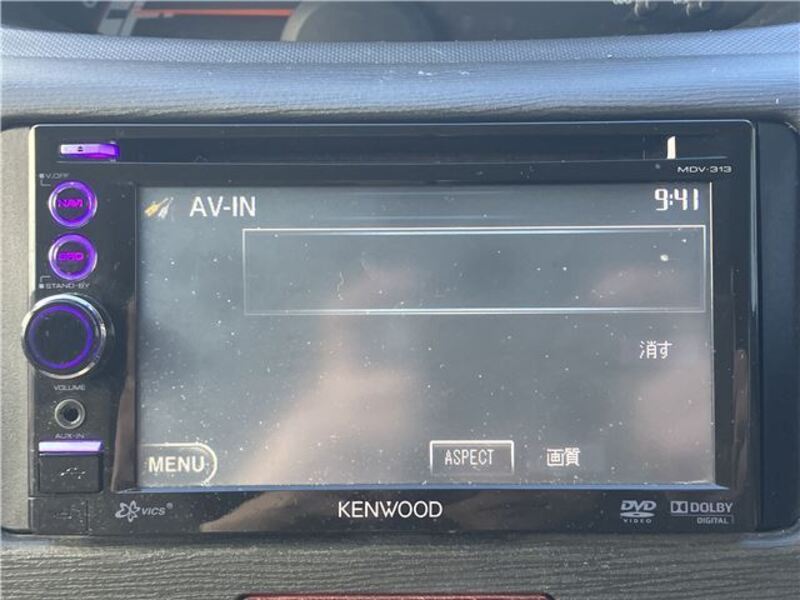 MDV-313
V.OFF
NAVI
AV-IN
9:41
STAND-BY
消す
VOLUME
AUX-IN
MENU
ASPECT
画質
VICS®
KENWOOD
DVD
VIDEO
DOLBY
DIGITAL